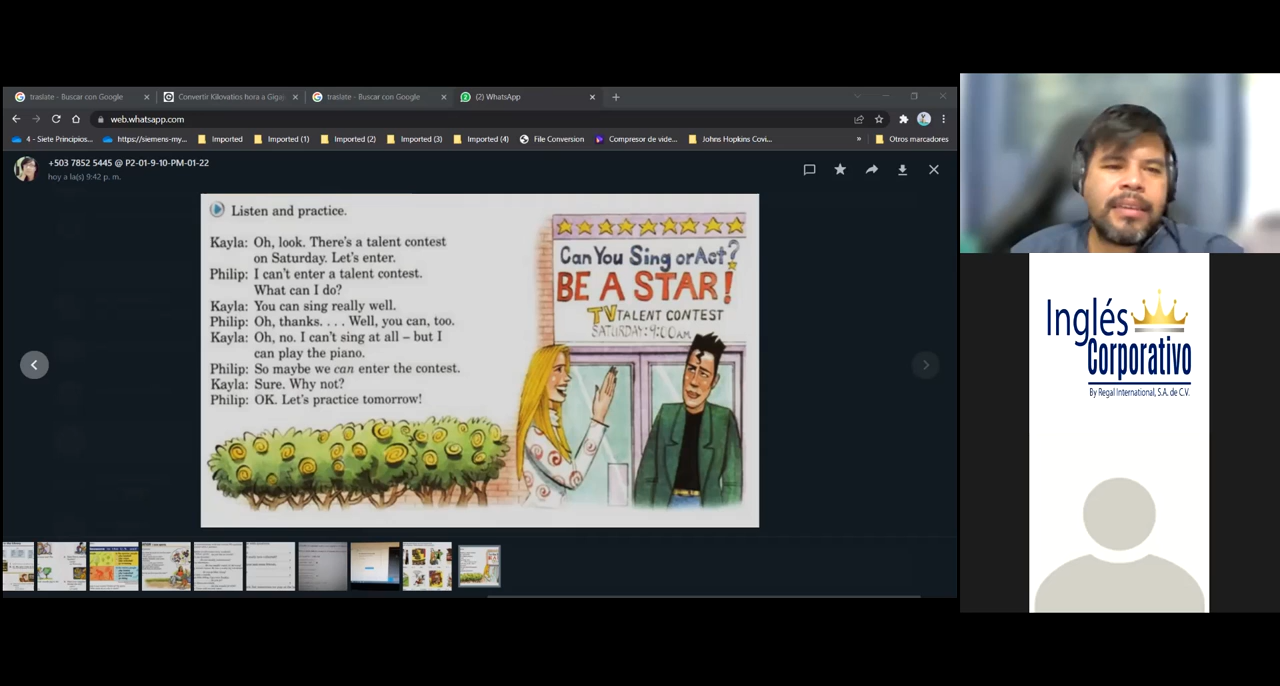 traslate - Buscar con Google
Convertir Kilovatios hora a Giga
traslate - Buscar con Google
(2) WhatsApp
web.whatsapp.com
4 - Siete Principios...
https://siemens-my...
Imported
Imported (1)
Imported (2)
Imported (3)
Imported (4)
File Conversion
Compresor de vide...
Johns Hopkins Covi...
»
Otros marcadores
+503 7852 5445 @ P2-01-9-10-PM-01-22
hoy a la(s) 9:42 p. m.
Listen and practice.
Kayla: Oh, look. There's a talent contest
on Saturday. Let's enter.
Philip: I can't enter a talent contest.
What can I do?
Kayla: You can sing really well.
Philip: Oh, thanks. . . . Well, you can, too.
Kayla: Oh, no. I can't sing at all – but I
can play the piano.
Philip: So maybe we can enter the contest.
Kayla: Sure. Why not?
Philip: OK. Let's practice tomorrow!
Can You Sing or Act?
BE A STAR!
TV TALENT CONTEST
SATURDAY: 9:00 AM
Inglés
Corporativo
By Regal International, S.A. de C.V.